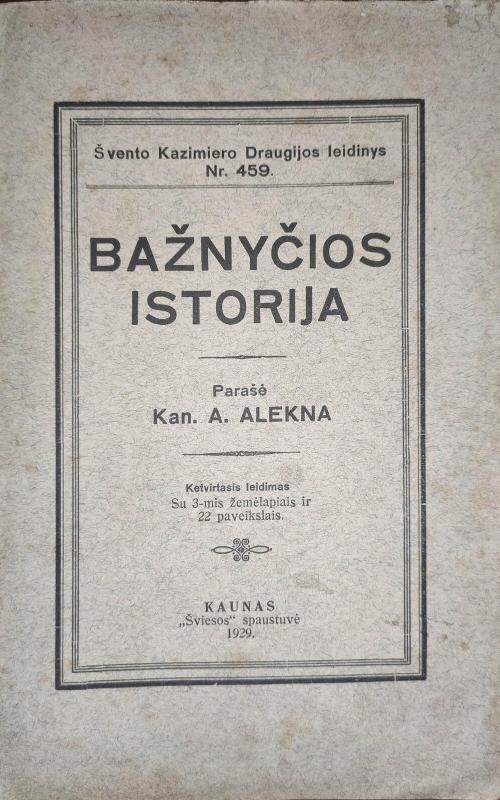 Švento Kazimiero Draugijos leidinys
Nr. 459.
BAŽNYČIOS
ISTORIJA
Parašė
Kan. A. ALEKNA
Ketvirtasis leidimas
Su 3-mis žemėlapiais ir
22 paveikslais.
KAUNAS
„Šviesos“ spaustuvė
1929.